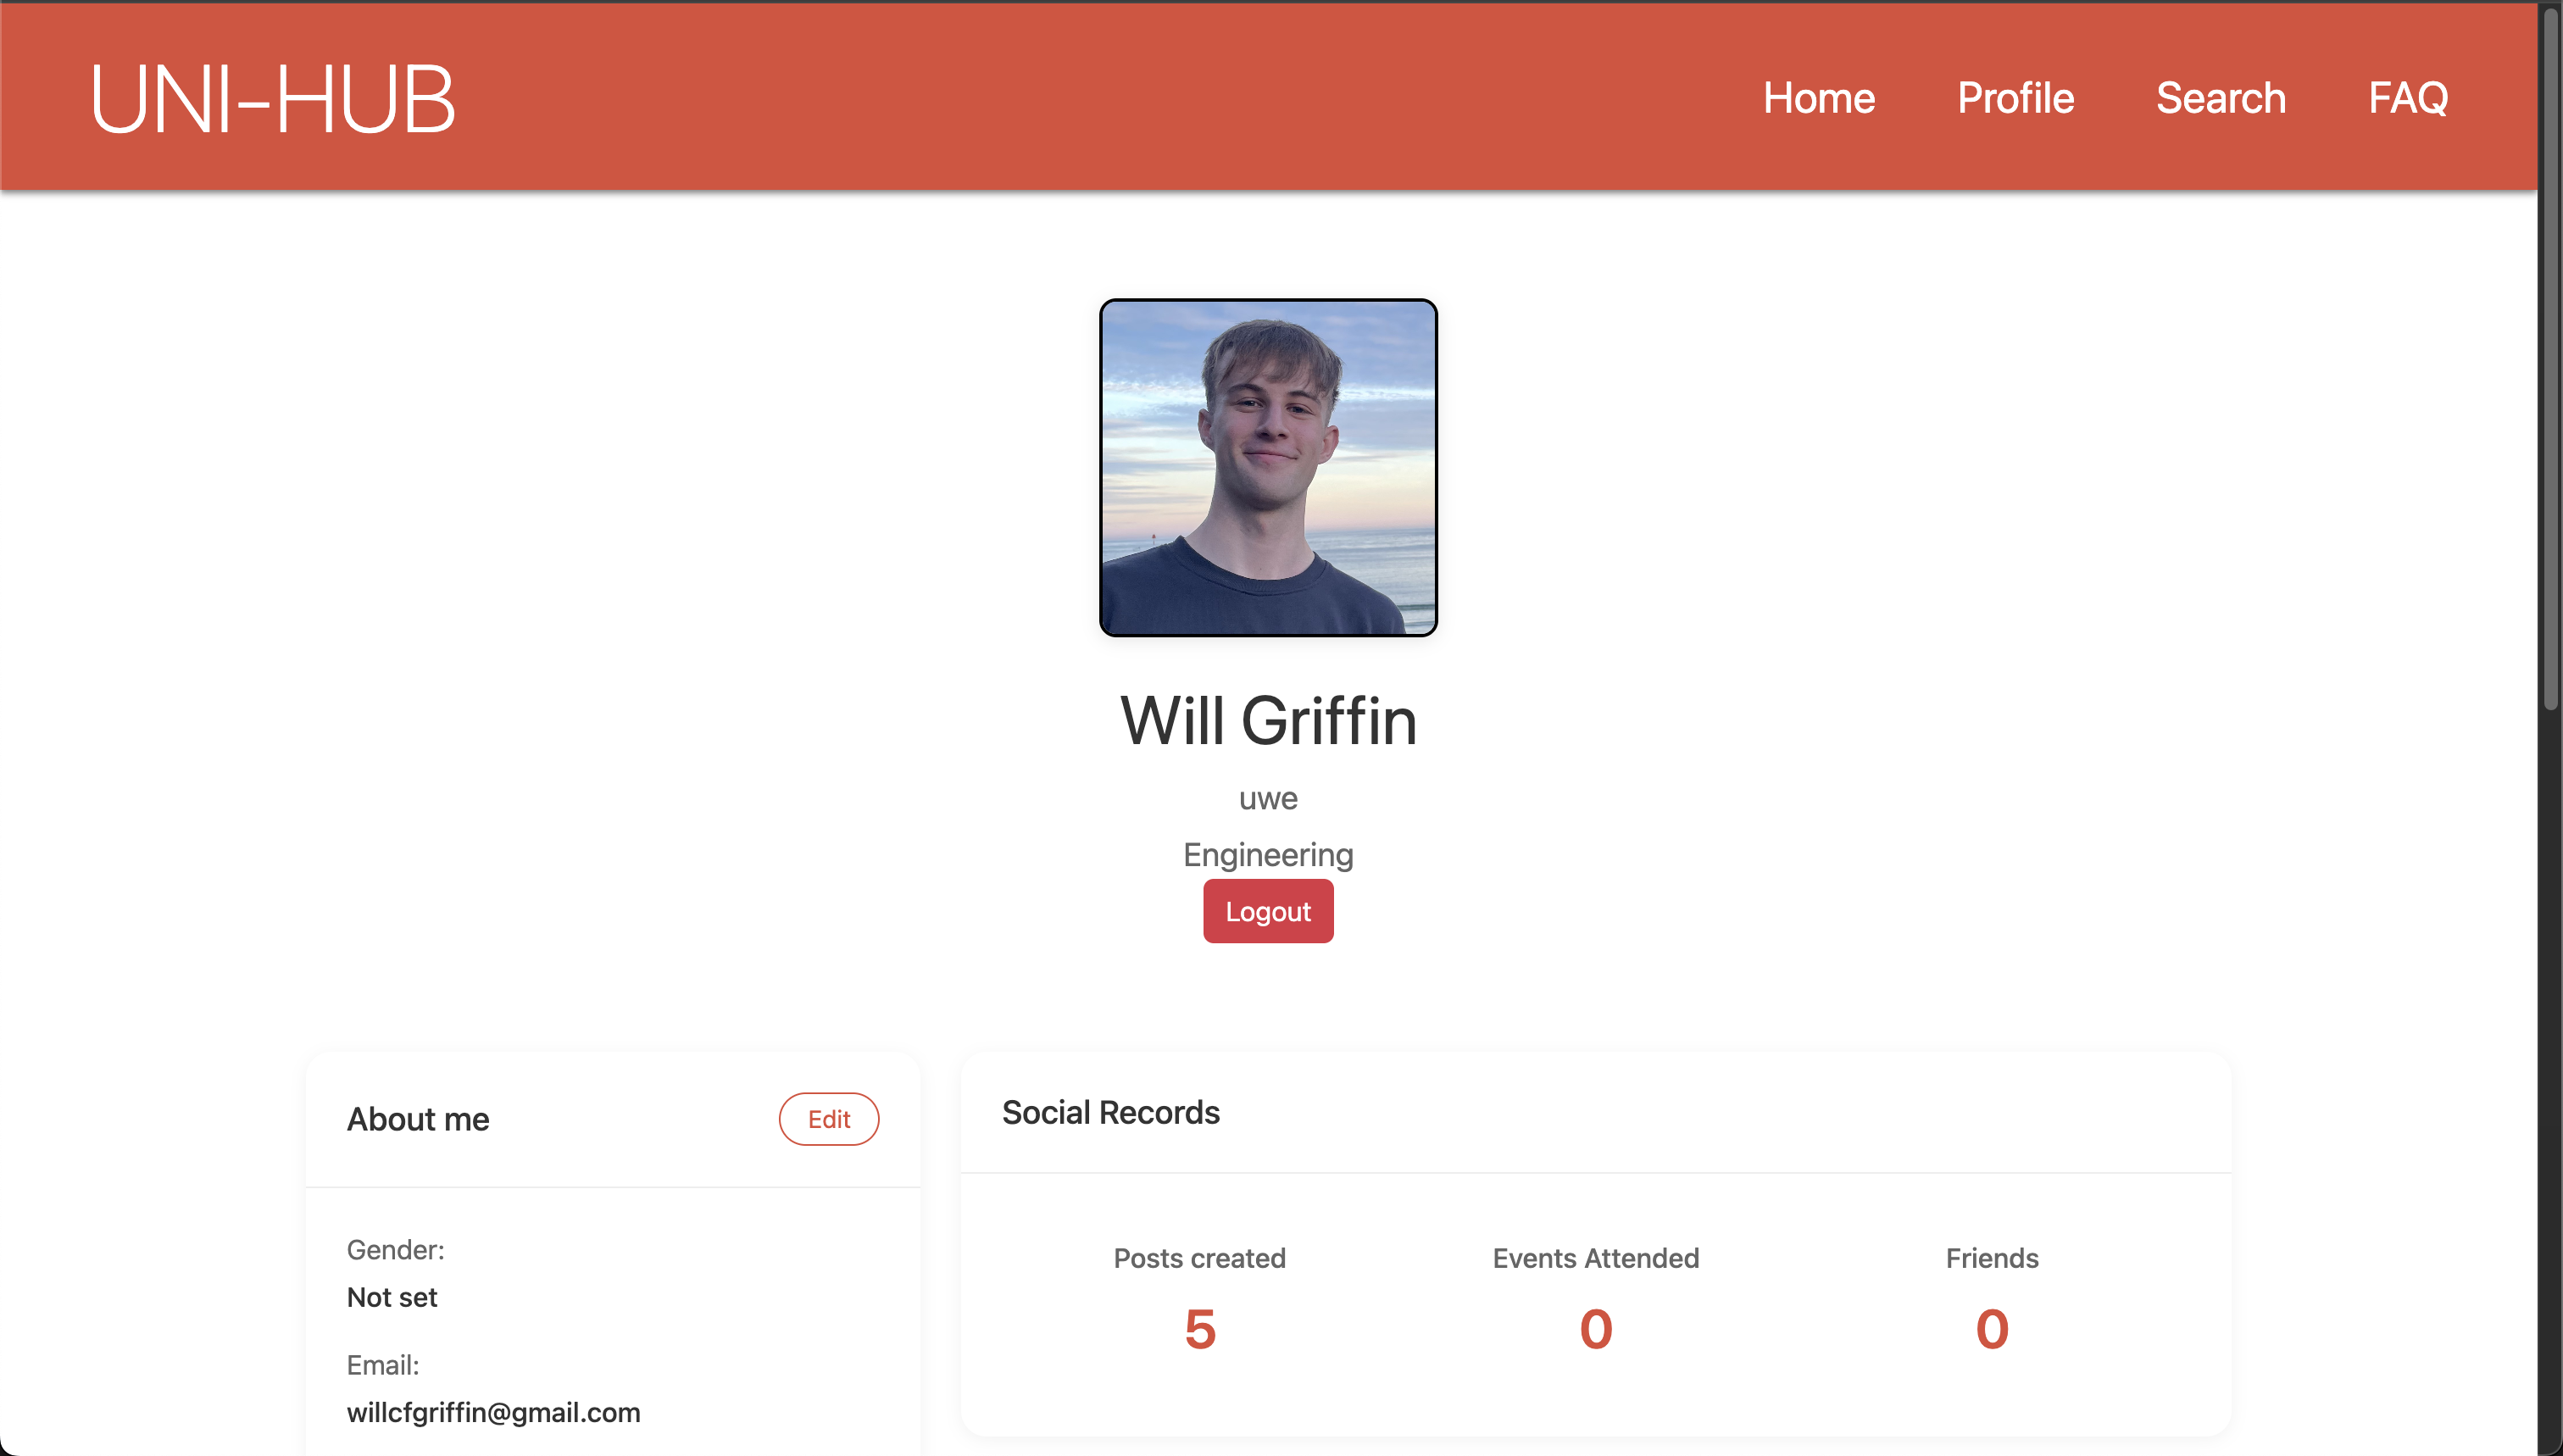 UNI-HUB
Home Profile Search FAQ
Will Griffin
uwe
Engineering
Logout
About me
Edit
Gender:
Not set
Email:
willcfgriffin@gmail.com
Social Records
Posts created
5
Events Attended
0
Friends
0